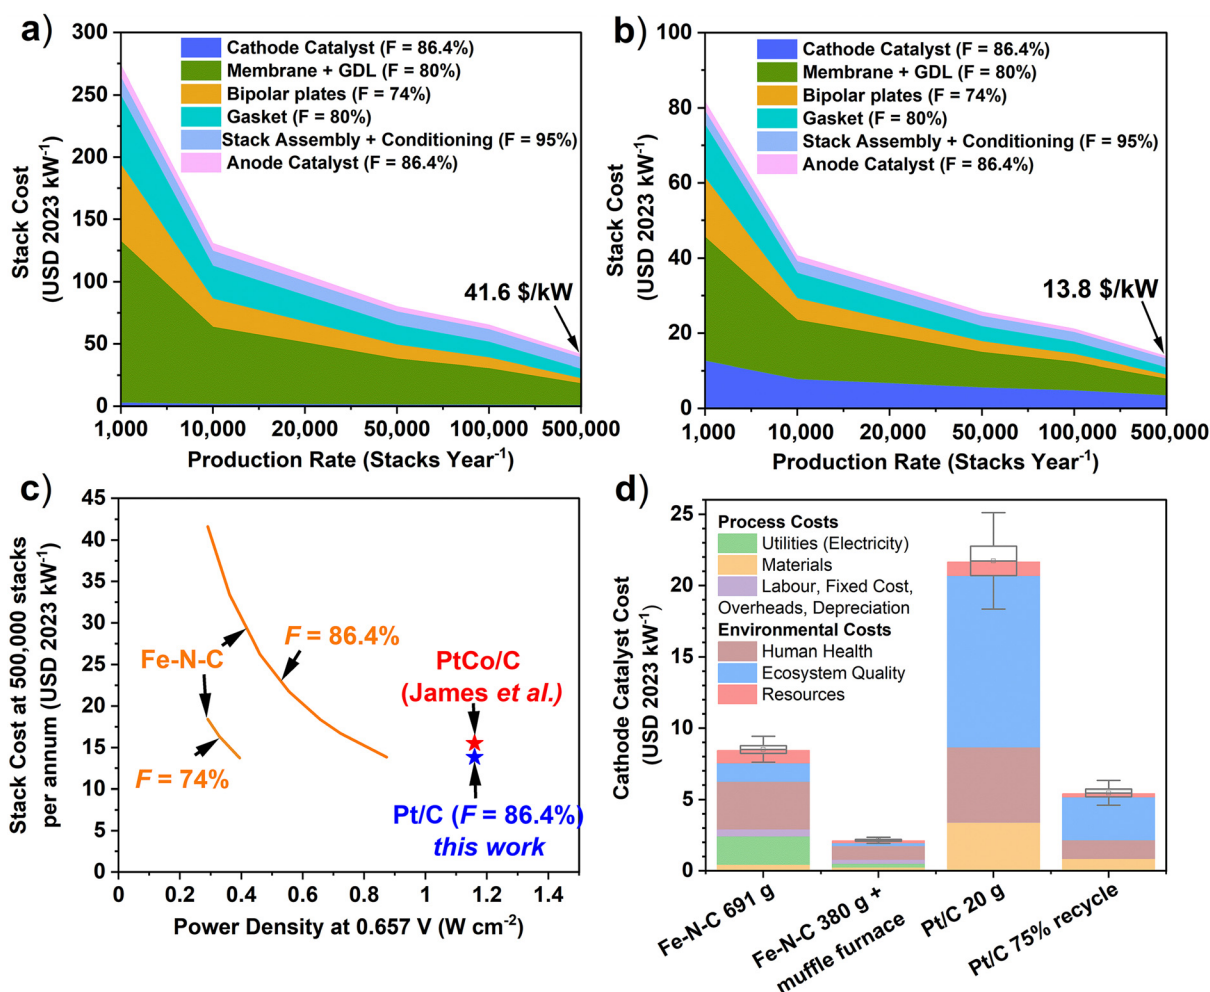 a)
300
250
200
150
100
50
0
Stack Cost
(USD 2023 kW⁻¹)
Cathode Catalyst (F = 86.4%)
Membrane + GDL (F = 80%)
Bipolar plates (F = 74%)
Gasket (F = 80%)
Stack Assembly + Conditioning (F = 95%)
Anode Catalyst (F = 86.4%)
41.6 $/kW
1,000 10,000 20,000 50,000 100,000 500,000
Production Rate (Stacks Year⁻¹)
b)
100
80
60
40
20
0
Stack Cost
(USD 2023 kW⁻¹)
Cathode Catalyst (F = 86.4%)
Membrane + GDL (F = 80%)
Bipolar plates (F = 74%)
Gasket (F = 80%)
Stack Assembly + Conditioning (F = 95%)
Anode Catalyst (F = 86.4%)
13.8 $/kW
1,000 10,000 20,000 50,000 100,000 500,000
Production Rate (Stacks Year⁻¹)
c)
45
40
35
30
25
20
15
10
5
0
Stack Cost at 500,000 stacks
per annum (USD 2023 kW⁻¹)
Fe-N-C
F = 86.4%
F = 74%
PtCo/C
(James et al.)
Pt/C (F = 86.4%)
this work
0 0.2 0.4 0.6 0.8 1 1.2 1.4
Power Density at 0.657 V (W cm⁻²)
d)
25
20
15
10
5
0
Cathode Catalyst Cost
(USD 2023 kW⁻¹)
Process Costs
Utilities (Electricity)
Materials
Labour, Fixed Cost,
Overheads, Depreciation
Environmental Costs
Human Health
Ecosystem Quality
Resources
Fe-N-C 691 g
Fe-N-C 380 g +
muffle furnace
Pt/C 20 g
Pt/C 75% recycle